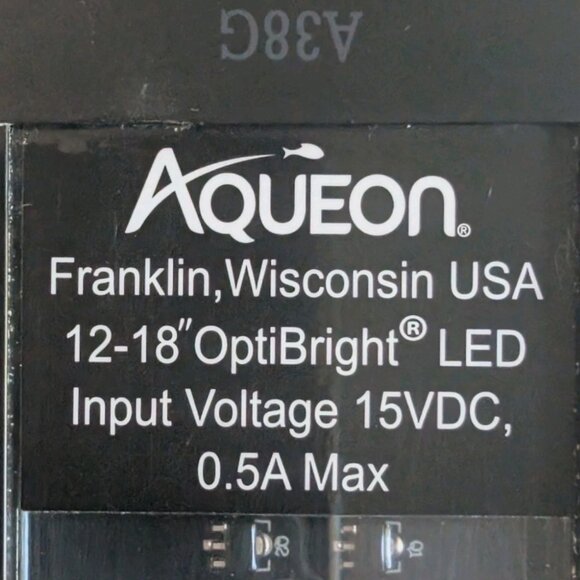 A38G
AQUEON®
Franklin, Wisconsin USA
12-18"OptiBright® LED
Input Voltage 15VDC,
0.5A Max